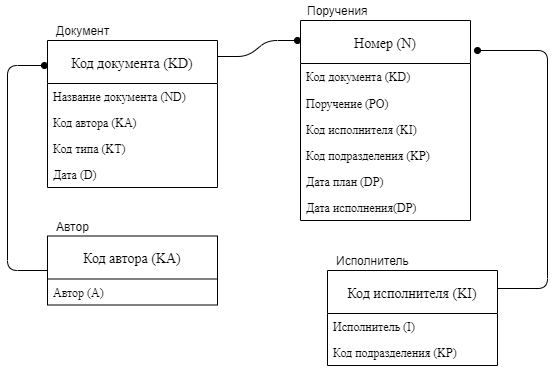 Документ
Код документа (KD)
Название документа (ND)
Код автора (KA)
Код типа (KT)
Дата (D)
Поручения
Номер (N)
Код документа (KD)
Поручение (PO)
Код исполнителя (KI)
Код подразделения (KP)
Дата план (DP)
Дата исполнения(DP)
Автор
Код автора (KA)
Автор (A)
Исполнитель
Код исполнителя (KI)
Исполнитель (I)
Код подразделения (KP)